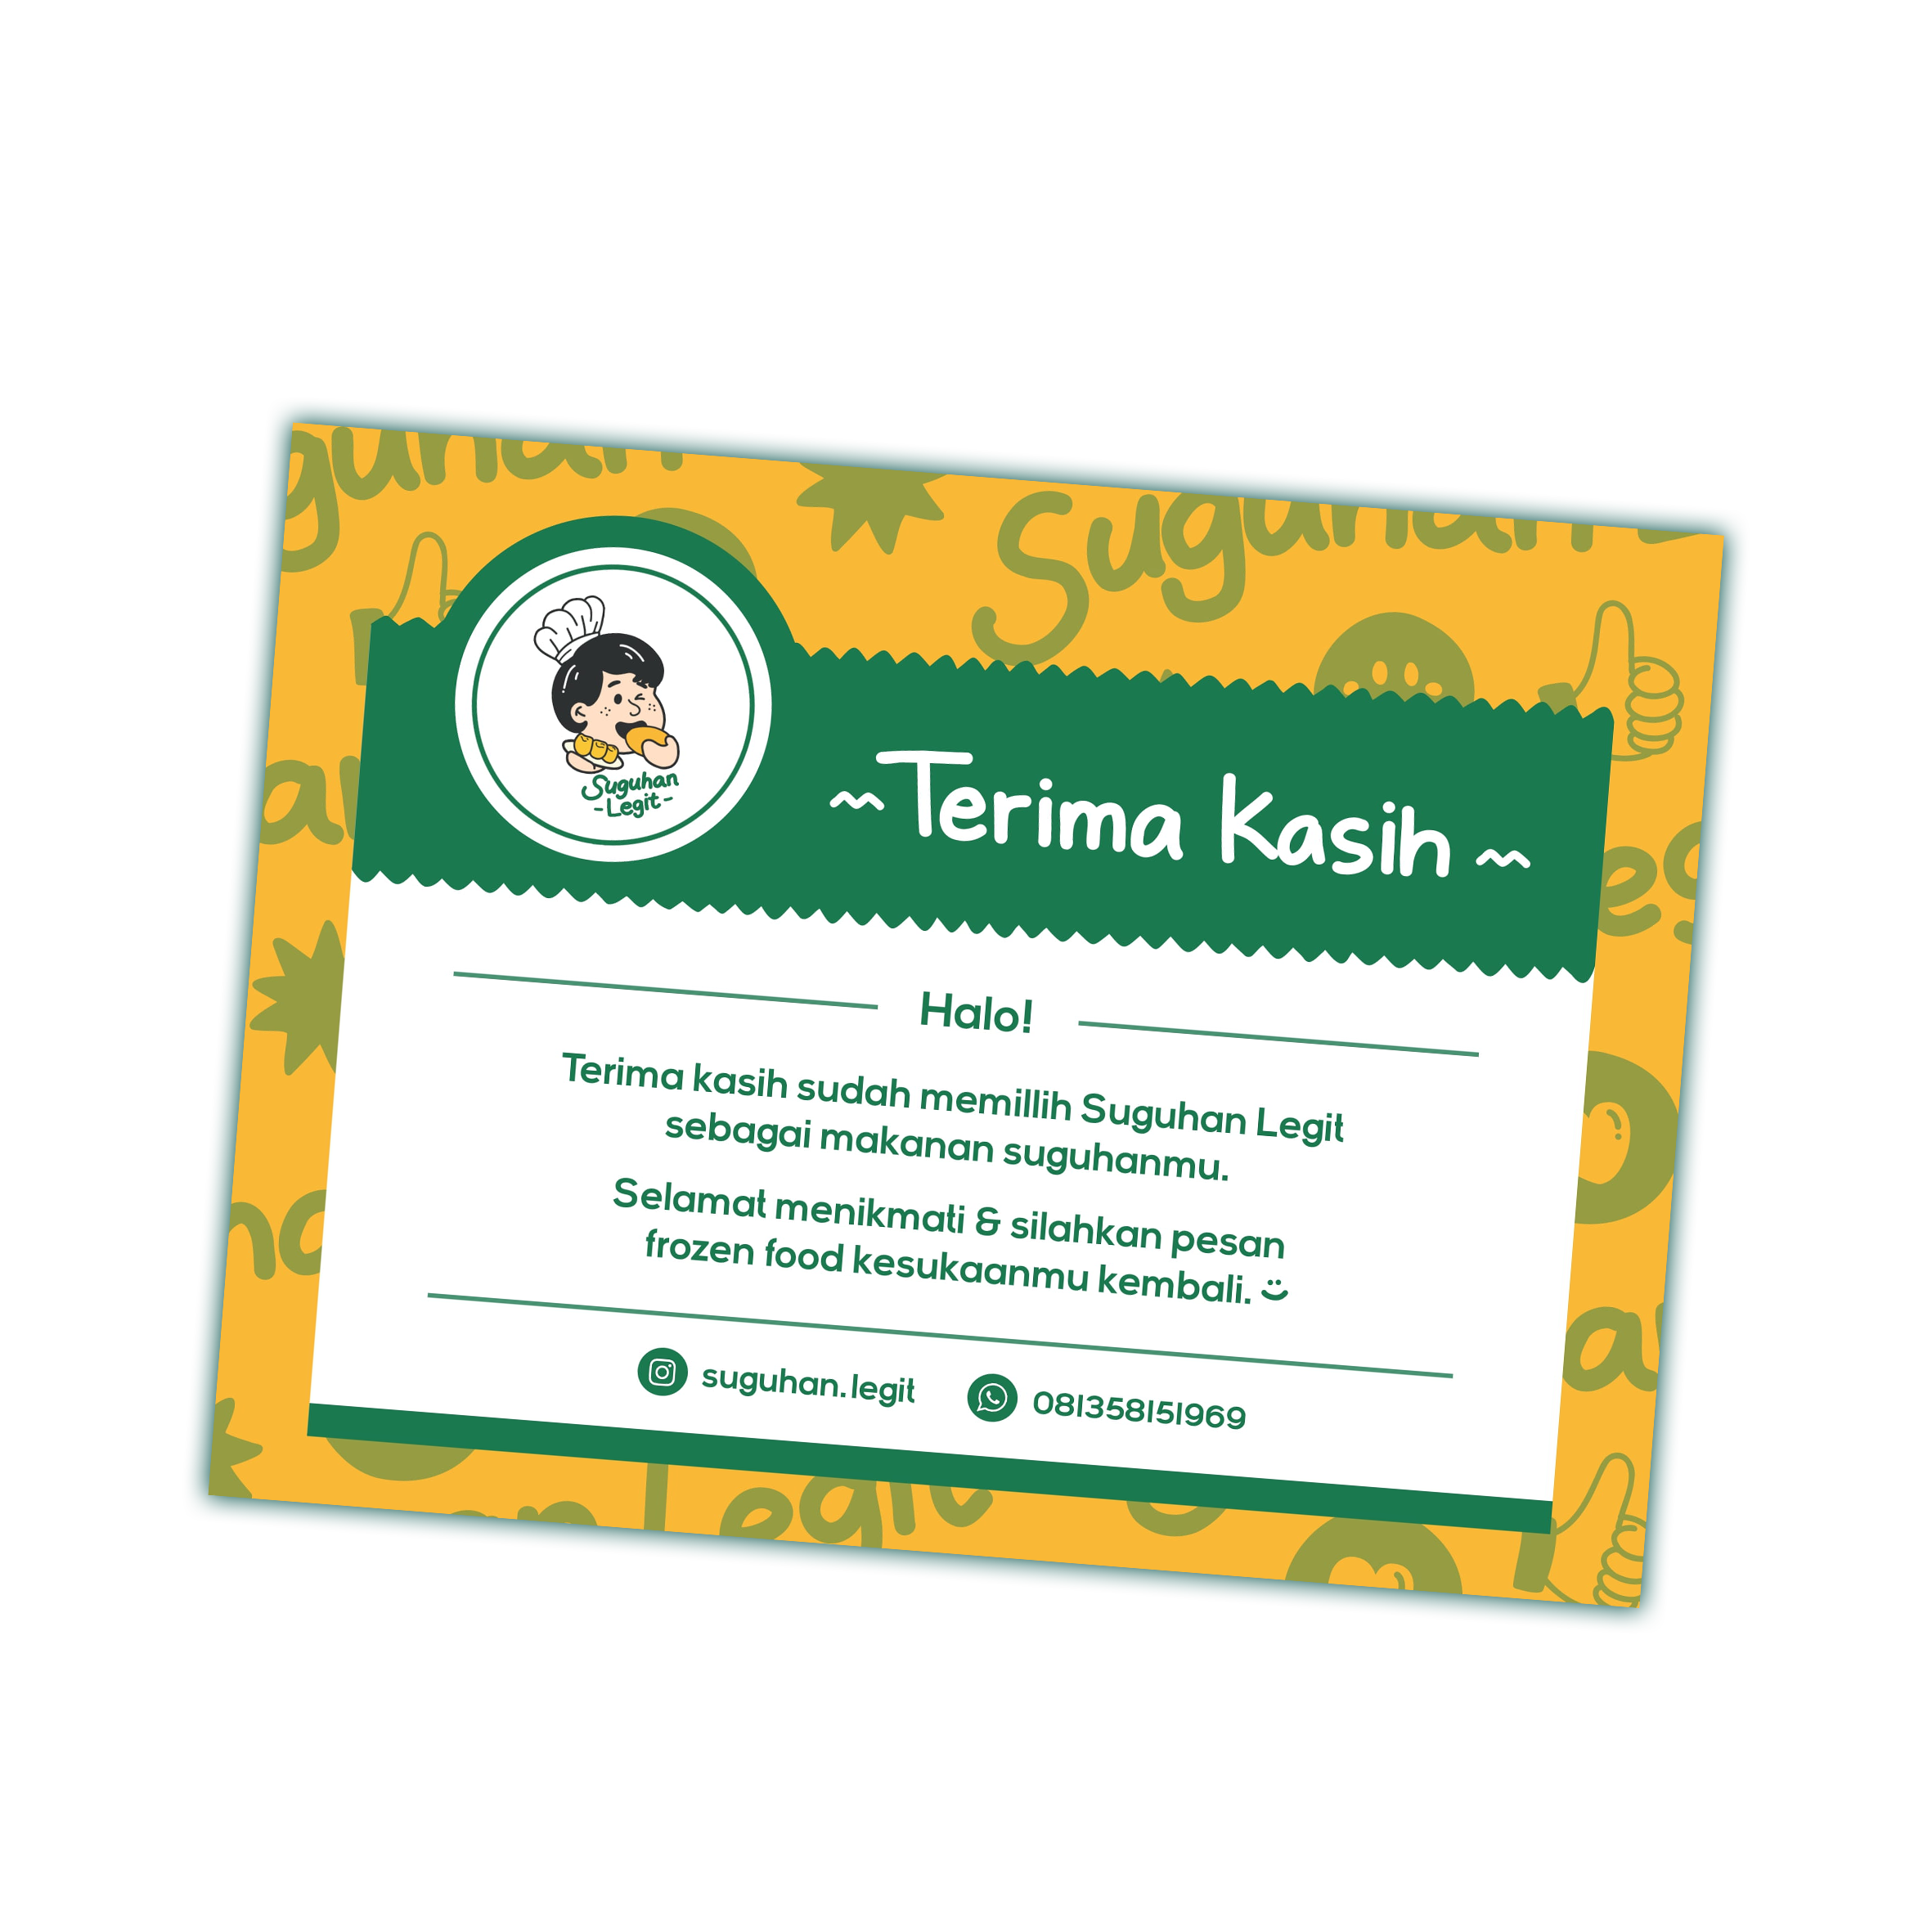 Suguhan
Suguhan
-Legit-
~Terima Kasih~
Halo!
Terima kasih sudah memillih Suguhan Legit
sebagai makanan suguhanmu.
Selamat menikmati & silahkan pesan
frozen food kesukaanmu kembali.
suguhan.legit
081358151969